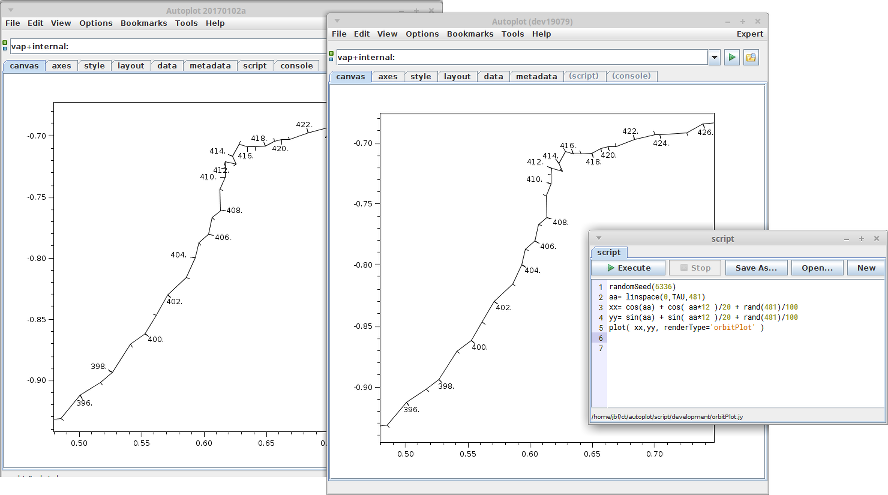 Autoplot 20170102a
File Edit View Options Bookmarks Tools Help
vap+internal:
canvas axes style layout data metadata script console
-0.70
-0.75
-0.80
-0.85
-0.90
422.
418.
414.
416.
420.
412.
410.
408.
406.
404.
402.
400.
398.
396.
0.50 0.55 0.60 0.65
Autoplot (dev19079)
File Edit View Options Bookmarks Tools Help Expert
vap+internal:
canvas axes style layout data metadata (script) (console)
-0.70
-0.75
-0.80
-0.85
-0.90
422.
426.
416.
424.
414.
420.
412.
418.
410.
408.
406.
404.
402.
400.
398.
396.
0.50 0.55 0.60 0.65 0.70
script
script
Execute Stop Save As... Open... New
1 randomSeed(5336)
2 aa= linspace(0,TAU,481)
3 xx= cos(aa) + cos( aa*12 )/20 + rand(481)/100
4 yy= sin(aa) + sin( aa*12 )/20 + rand(481)/100
5 plot( xx,yy, renderType='orbitPlot' )
6
7
/home/jbf/ct/autoplot/script/development/orbitPlot.jy